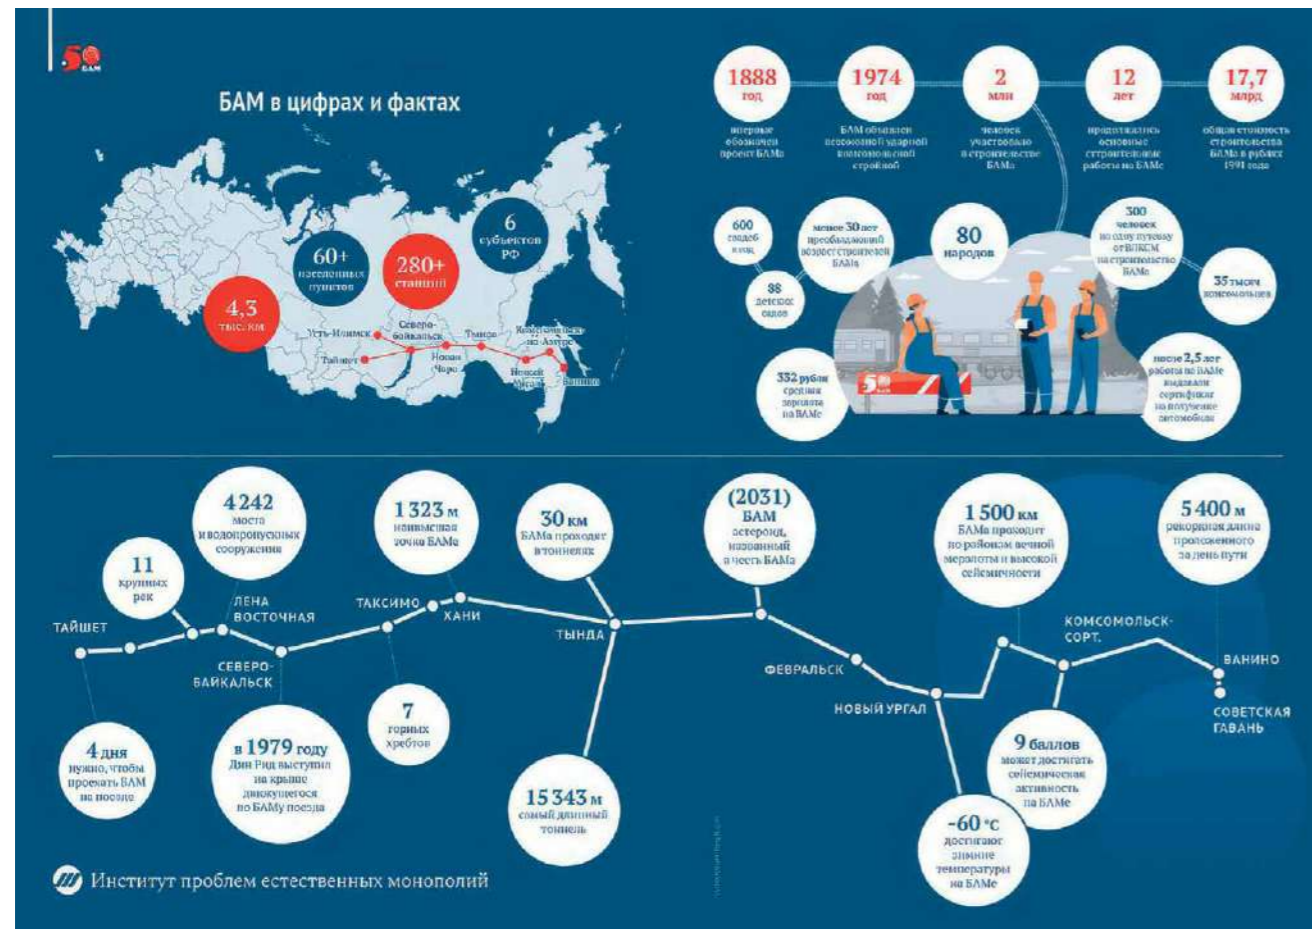 50
БАМ
БАМ в цифрах и фактах
60+
населенных
пунктов
280+
станций
6
субъектов
РФ
4,3
тыс. км
Усть-Илимск
Северо-
байкальск
Тында
Комсомольск-
на-Амуре
Тайшет
Новая
Чара
Новый
Ургал
Ванино
1888
год
впервые
обозначен
проект БАМа
1974
год
БАМ объявлен
всесоюзной ударной
комсомольской
стройкой
2
млн
человек
участвовало
в строительстве
БАМа
12
лет
продолжались
основные
строительные
работы на БАМе
17,7
млрд
общая стоимость
строительства
БАМа в рублях
1991 года
600
свадеб
в год
менее 30 лет
преобладающий
возраст строителей
БАМа
80
народов
300
человек
на одну путевку
от ВЛКСМ
на строительство
БАМа
38
детских
садов
35 тысяч
комсомольцев
332 рубля
средняя
зарплата
на БАМе
50
БАМ
после 2,5 лет
работы на БАМе
выдавали
сертификат
на получение
автомобиля
4 242
моста
и водопропускных
сооружения
1 323 м
наивысшая
точка БАМа
30 км
БАМа проходят
в тоннелях
(2031)
БАМ
астероид,
названный
в честь БАМа
1 500 км
БАМа проходит
по районам вечной
мерзлоты и высокой
сейсмичности
5 400 м
рекордная длина
проложенного
за день пути
11
крупных
рек
ТАЙШЕТ
ЛЕНА
ВОСТОЧНАЯ
СЕВЕРО-
БАЙКАЛЬСК
ТАКСИМО
ХАНИ
ТЫНДА
ФЕВРАЛЬСК
НОВЫЙ УРГАЛ
КОМСОМОЛЬСК-
СОРТ.
ВАНИНО
СОВЕТСКАЯ
ГАВАНЬ
4 дня
нужно, чтобы
проехать БАМ
на поезде
в 1979 году
Дин Рид выступил
на крыше
движущегося
по БАМу поезда
7
горных
хребтов
15 343 м
самый длинный
тоннель
9 баллов
может достигать
сейсмическая
активность
на БАМе
-60 °C
достигают
зимние
температуры
на БАМе
Институт проблем естественных монополий